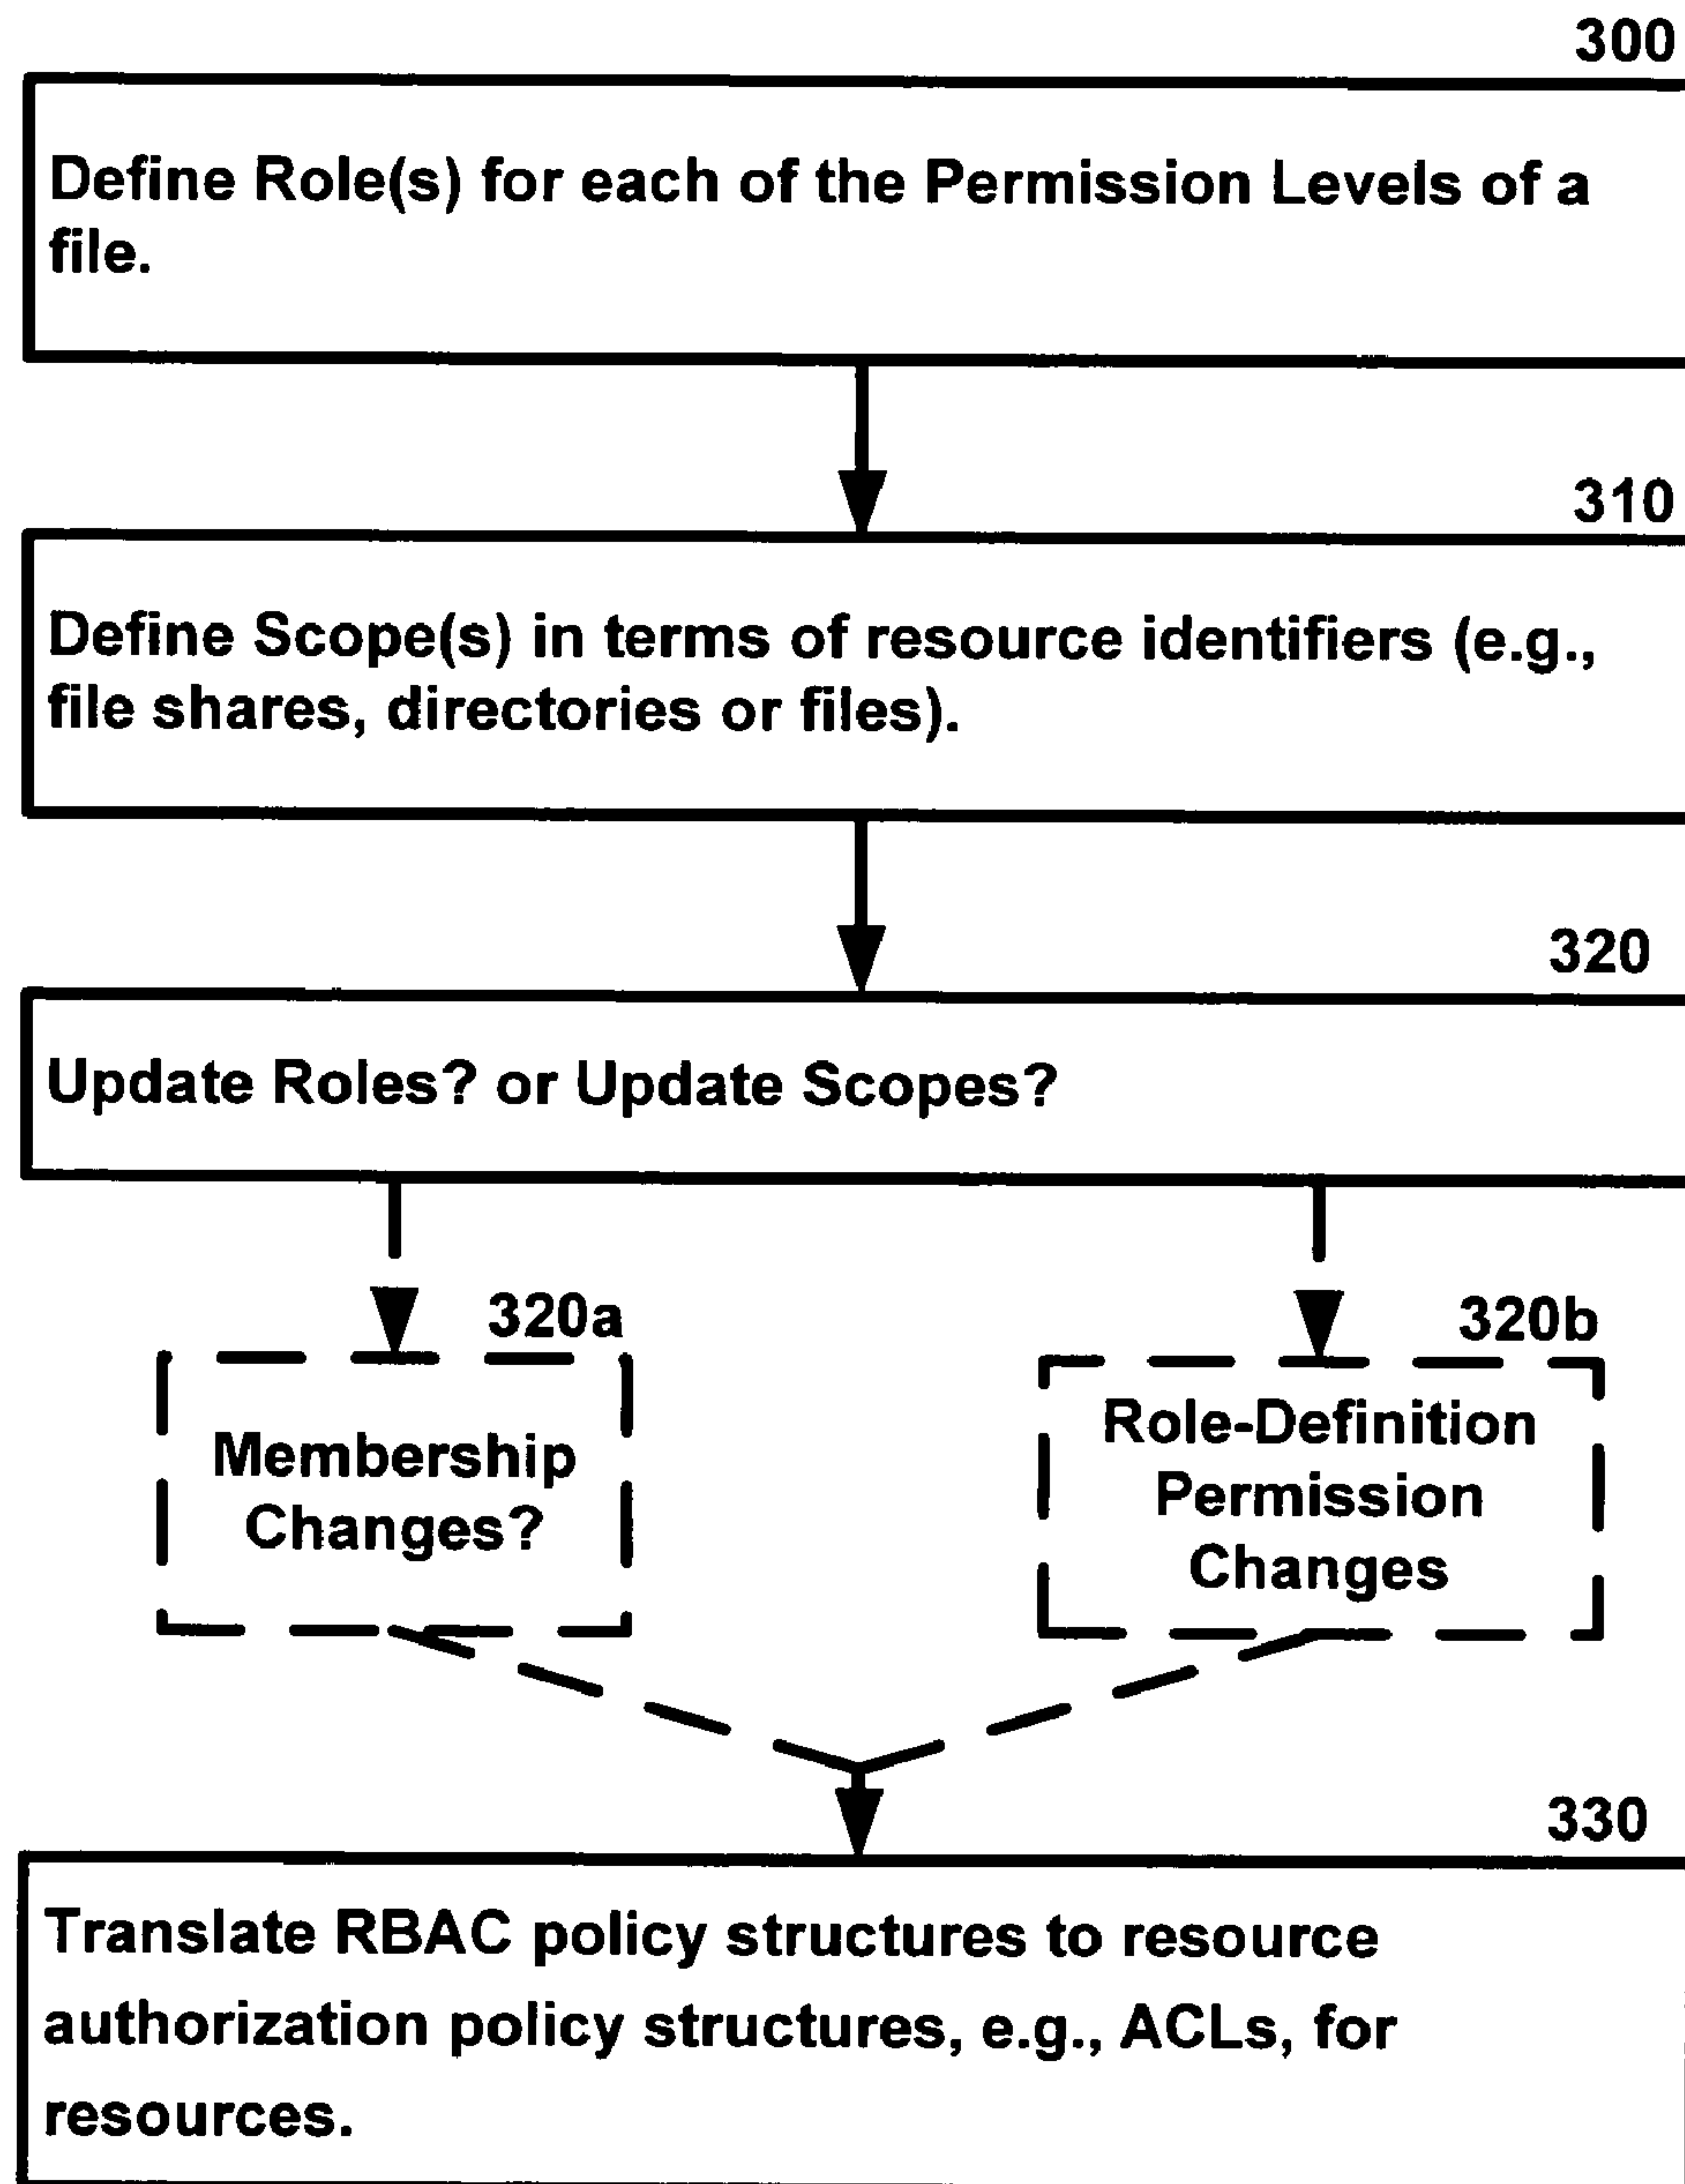 300
Define Role(s) for each of the Permission Levels of a
file.
310
Define Scope(s) in terms of resource identifiers (e.g.,
file shares, directories or files).
320
Update Roles? or Update Scopes?
320a
Membership
Changes?
320b
Role-Definition
Permission
Changes
330
Translate RBAC policy structures to resource
authorization policy structures, e.g., ACLs, for
resources.